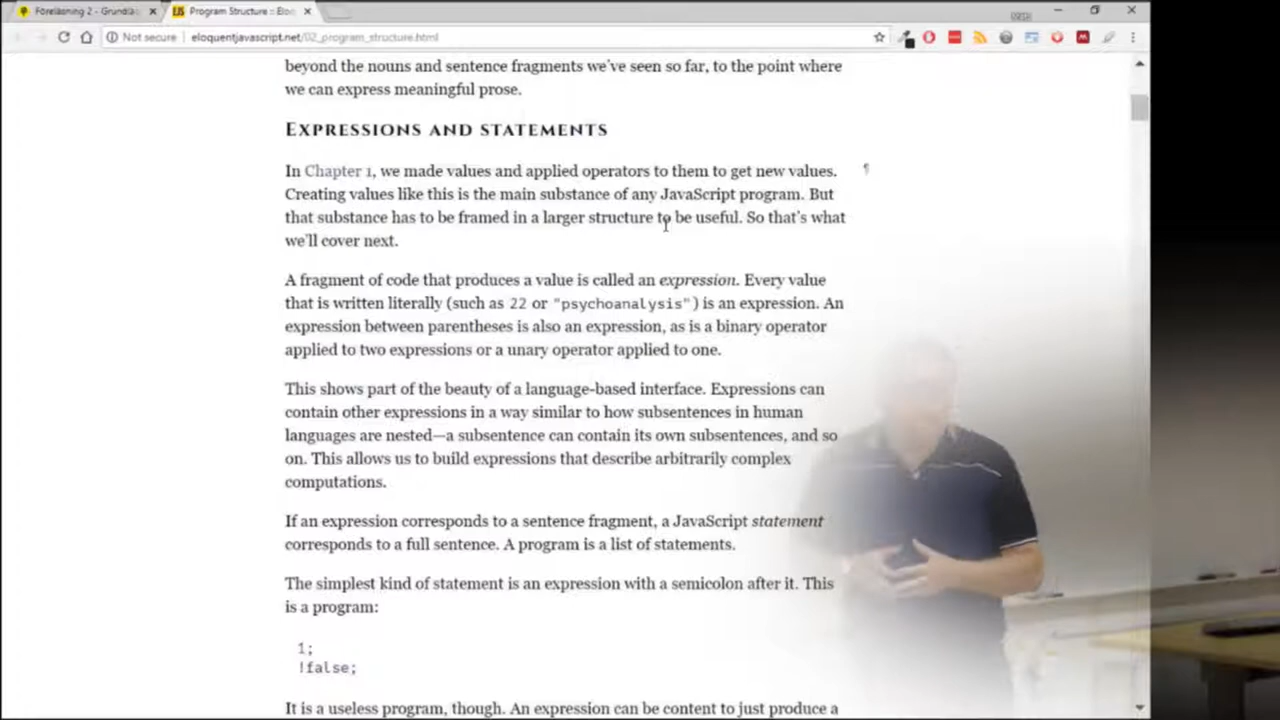 Föreläsning 2 - Grundla
Program Structure :: Eloq
Not secure
eloquentjavascript.net/02_program_structure.html
beyond the nouns and sentence fragments we've seen so far, to the point where
we can express meaningful prose.
Expressions and statements
In Chapter 1, we made values and applied operators to them to get new values. ¶
Creating values like this is the main substance of any JavaScript program. But
that substance has to be framed in a larger structure to be useful. So that's what
we'll cover next.
A fragment of code that produces a value is called an expression. Every value
that is written literally (such as 22 or "psychoanalysis") is an expression. An
expression between parentheses is also an expression, as is a binary operator
applied to two expressions or a unary operator applied to one.
This shows part of the beauty of a language-based interface. Expressions can
contain other expressions in a way similar to how subsentences in human
languages are nested—a subsentence can contain its own subsentences, and so
on. This allows us to build expressions that describe arbitrarily complex
computations.
If an expression corresponds to a sentence fragment, a JavaScript statement
corresponds to a full sentence. A program is a list of statements.
The simplest kind of statement is an expression with a semicolon after it. This
is a program:
1;
!false;
It is a useless program, though. An expression can be content to just produce a